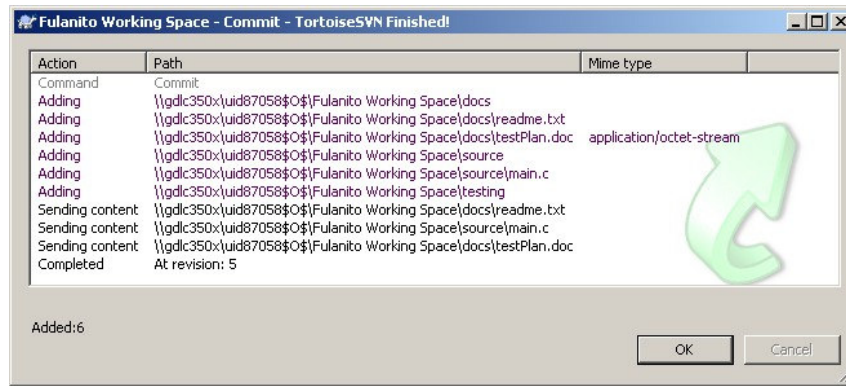 Fulanito Working Space - Commit - TortoiseSVN Finished!
Action Path Mime type
Command Commit
Adding \\gdlc350x\uid87058$O$\Fulanito Working Space\docs
Adding \\gdlc350x\uid87058$O$\Fulanito Working Space\docs\readme.txt
Adding \\gdlc350x\uid87058$O$\Fulanito Working Space\docs\testPlan.doc application/octet-stream
Adding \\gdlc350x\uid87058$O$\Fulanito Working Space\source
Adding \\gdlc350x\uid87058$O$\Fulanito Working Space\source\main.c
Adding \\gdlc350x\uid87058$O$\Fulanito Working Space\testing
Sending content \\gdlc350x\uid87058$O$\Fulanito Working Space\docs\readme.txt
Sending content \\gdlc350x\uid87058$O$\Fulanito Working Space\source\main.c
Sending content \\gdlc350x\uid87058$O$\Fulanito Working Space\docs\testPlan.doc
Completed At revision: 5
Added:6
OK Cancel